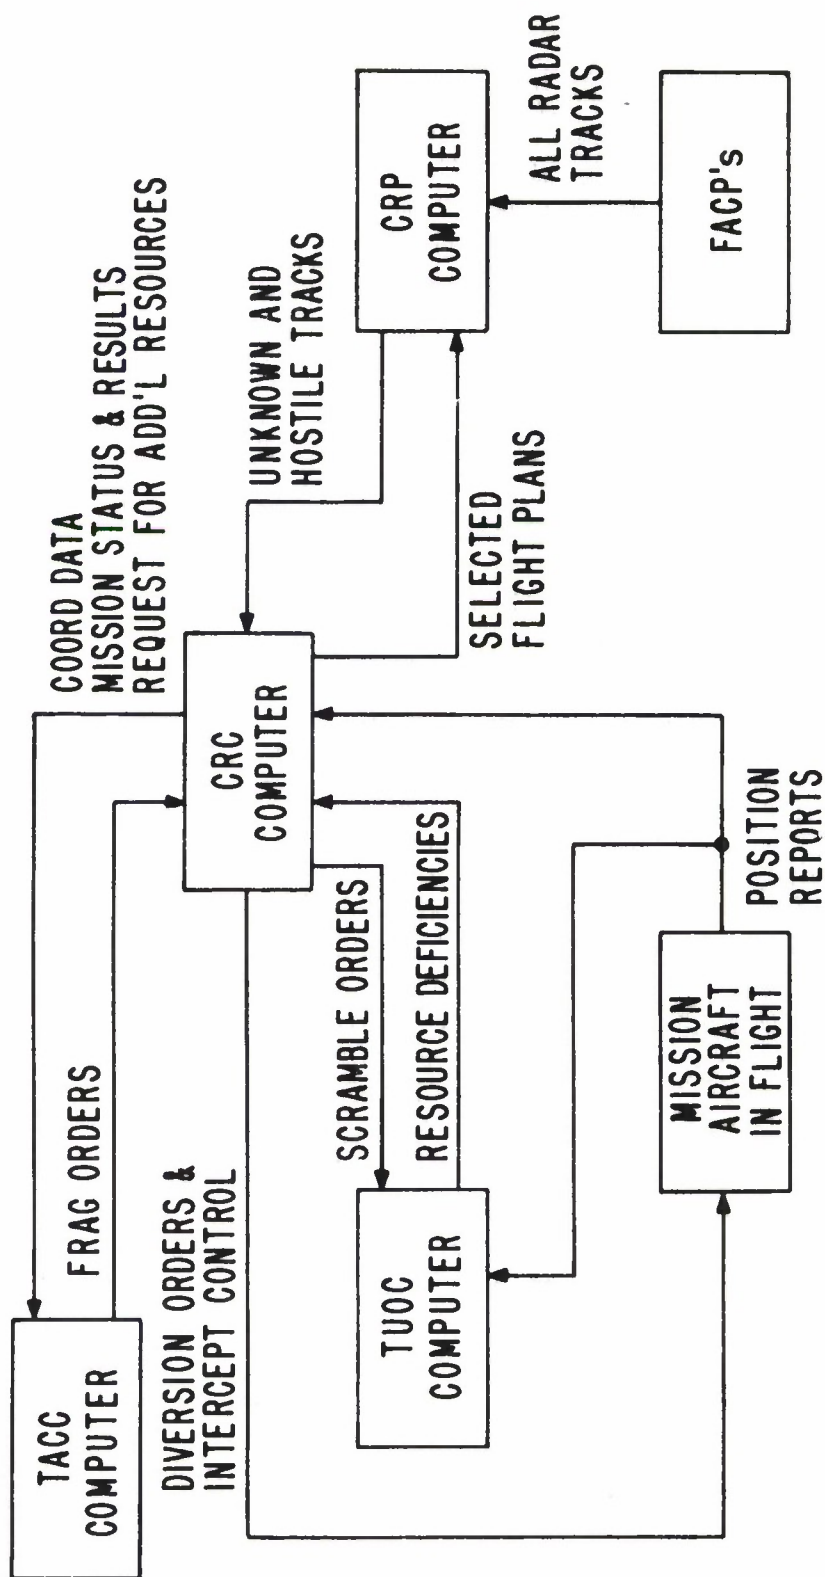 TACC
COMPUTER
FRAG ORDERS
COORD DATA
MISSION STATUS & RESULTS
REQUEST FOR ADD'L RESOURCES
DIVERSION ORDERS &
INTERCEPT CONTROL
CRC
COMPUTER
UNKNOWN AND
HOSTILE TRACKS
SCRAMBLE ORDERS
RESOURCE DEFICIENCIES
TUOC
COMPUTER
SELECTED
FLIGHT PLANS
CRP
COMPUTER
ALL RADAR
TRACKS
MISSION
AIRCRAFT
IN FLIGHT
POSITION
REPORTS
FACP's